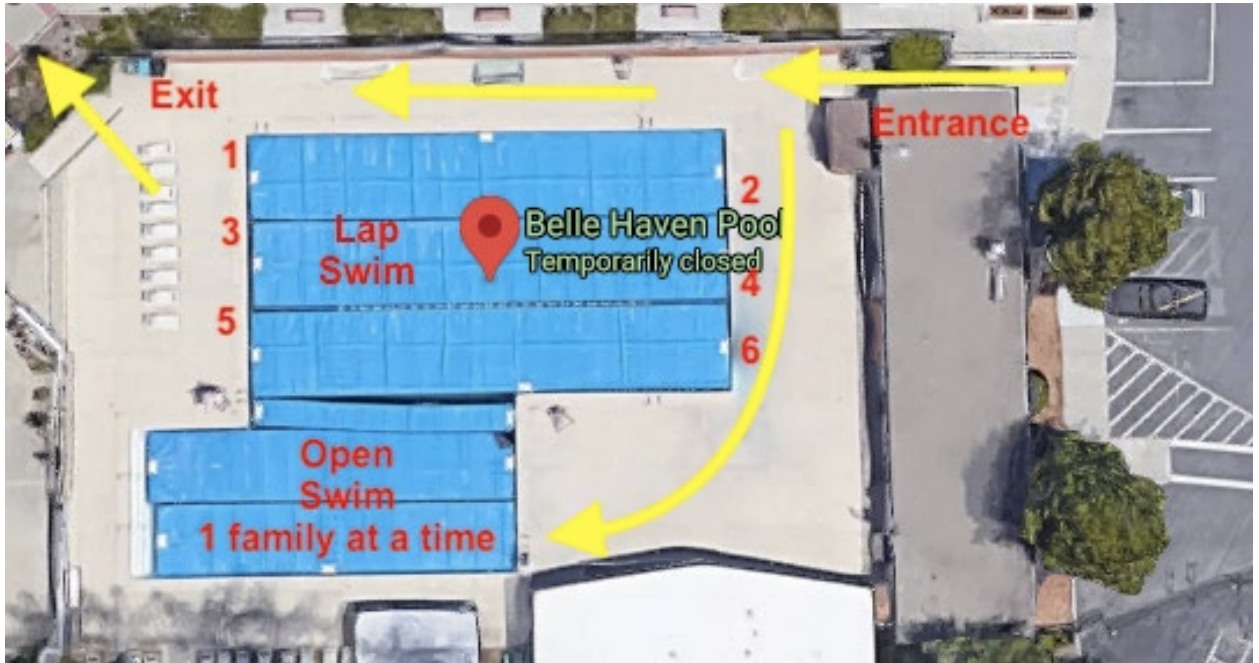 Exit
Entrance
1
2
3
Lap
Swim
Belle Haven Pool
Temporarily closed
4
5
6
Open
Swim
1 family at a time